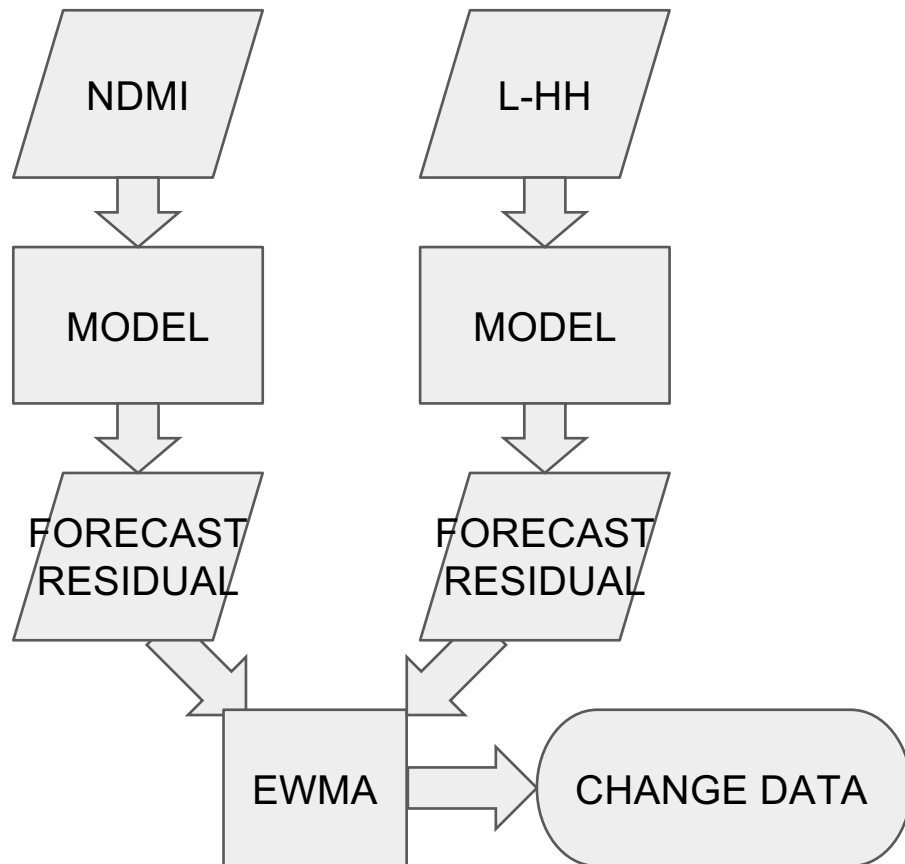 NDMI
L-HH
MODEL
MODEL
FORECAST
RESIDUAL
FORECAST
RESIDUAL
EWMA
CHANGE DATA